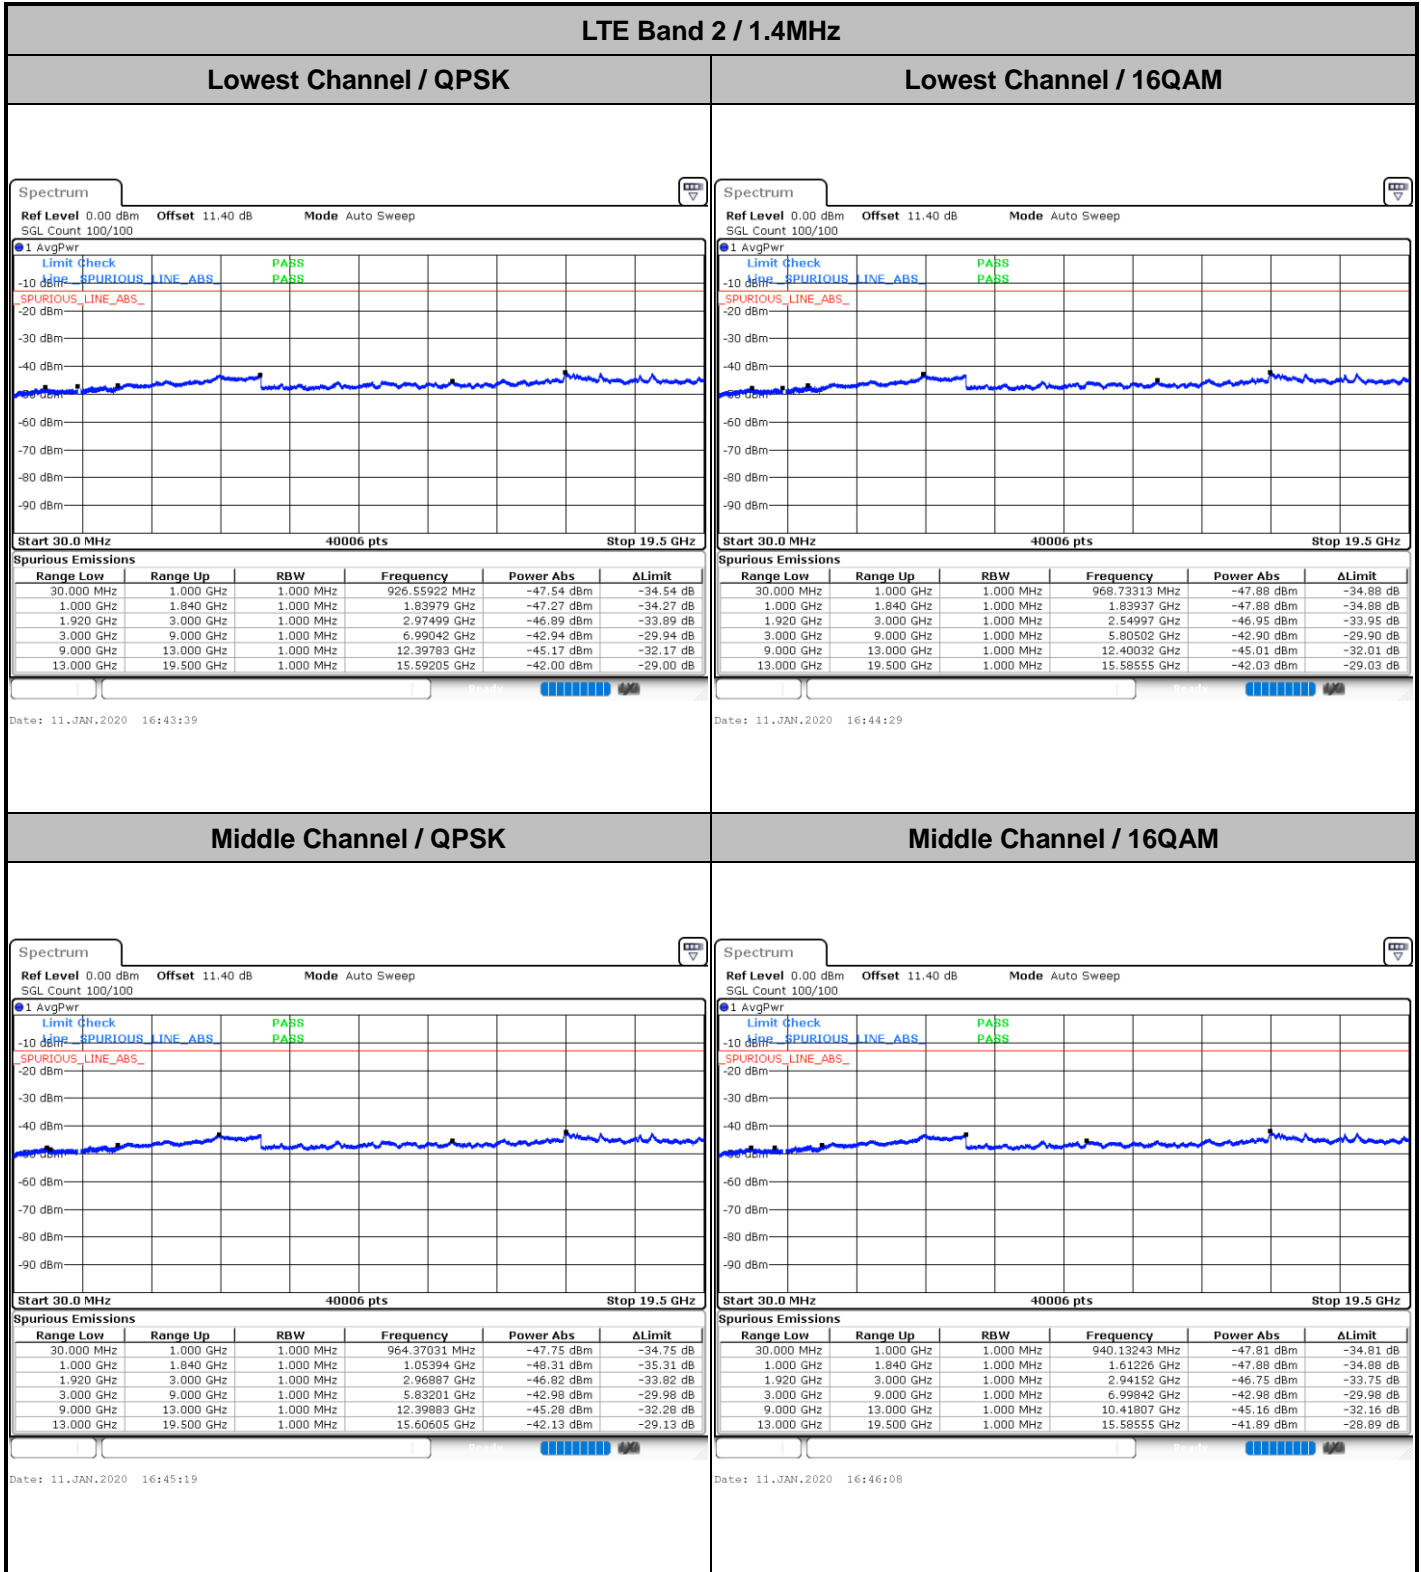 LTE Band 2 / 1.4MHz
Lowest Channel / QPSK
Lowest Channel / 16QAM
Spectrum
Ref Level 0.00 dBm Offset 11.40 dB Mode Auto Sweep
SGL Count 100/100
1 AvgPwr
Limit Check PASS
Line _SPURIOUS_LINE_ABS_ PASS
-10 dBm
_SPURIOUS_LINE_ABS_
-20 dBm
-30 dBm
-40 dBm
-50 dBm
-60 dBm
-70 dBm
-80 dBm
-90 dBm
Start 30.0 MHz 40006 pts Stop 19.5 GHz
Spurious Emissions
Range Low Range Up RBW Frequency Power Abs ΔLimit
30.000 MHz 1.000 GHz 1.000 MHz 926.55922 MHz -47.54 dBm -34.54 dB
1.000 GHz 1.840 GHz 1.000 MHz 1.83979 GHz -47.27 dBm -34.27 dB
1.920 GHz 3.000 GHz 1.000 MHz 2.97499 GHz -46.89 dBm -33.89 dB
3.000 GHz 9.000 GHz 1.000 MHz 6.99042 GHz -42.94 dBm -29.94 dB
9.000 GHz 13.000 GHz 1.000 MHz 12.39783 GHz -45.17 dBm -32.17 dB
13.000 GHz 19.500 GHz 1.000 MHz 15.59205 GHz -42.00 dBm -29.00 dB
Ready
Date: 11.JAN.2020 16:43:39
Spectrum
Ref Level 0.00 dBm Offset 11.40 dB Mode Auto Sweep
SGL Count 100/100
1 AvgPwr
Limit Check PASS
Line _SPURIOUS_LINE_ABS_ PASS
-10 dBm
_SPURIOUS_LINE_ABS_
-20 dBm
-30 dBm
-40 dBm
-50 dBm
-60 dBm
-70 dBm
-80 dBm
-90 dBm
Start 30.0 MHz 40006 pts Stop 19.5 GHz
Spurious Emissions
Range Low Range Up RBW Frequency Power Abs ΔLimit
30.000 MHz 1.000 GHz 1.000 MHz 968.73313 MHz -47.88 dBm -34.88 dB
1.000 GHz 1.840 GHz 1.000 MHz 1.83937 GHz -47.88 dBm -34.88 dB
1.920 GHz 3.000 GHz 1.000 MHz 2.54997 GHz -46.95 dBm -33.95 dB
3.000 GHz 9.000 GHz 1.000 MHz 5.80502 GHz -42.90 dBm -29.90 dB
9.000 GHz 13.000 GHz 1.000 MHz 12.40032 GHz -45.01 dBm -32.01 dB
13.000 GHz 19.500 GHz 1.000 MHz 15.58555 GHz -42.03 dBm -29.03 dB
Ready
Date: 11.JAN.2020 16:44:29
Middle Channel / QPSK
Middle Channel / 16QAM
Spectrum
Ref Level 0.00 dBm Offset 11.40 dB Mode Auto Sweep
SGL Count 100/100
1 AvgPwr
Limit Check PASS
Line _SPURIOUS_LINE_ABS_ PASS
-10 dBm
_SPURIOUS_LINE_ABS_
-20 dBm
-30 dBm
-40 dBm
-50 dBm
-60 dBm
-70 dBm
-80 dBm
-90 dBm
Start 30.0 MHz 40006 pts Stop 19.5 GHz
Spurious Emissions
Range Low Range Up RBW Frequency Power Abs ΔLimit
30.000 MHz 1.000 GHz 1.000 MHz 964.37031 MHz -47.75 dBm -34.75 dB
1.000 GHz 1.840 GHz 1.000 MHz 1.05394 GHz -48.31 dBm -35.31 dB
1.920 GHz 3.000 GHz 1.000 MHz 2.96887 GHz -46.82 dBm -33.82 dB
3.000 GHz 9.000 GHz 1.000 MHz 5.83201 GHz -42.98 dBm -29.98 dB
9.000 GHz 13.000 GHz 1.000 MHz 12.39883 GHz -45.28 dBm -32.28 dB
13.000 GHz 19.500 GHz 1.000 MHz 15.60605 GHz -42.13 dBm -29.13 dB
Ready
Date: 11.JAN.2020 16:45:19
Spectrum
Ref Level 0.00 dBm Offset 11.40 dB Mode Auto Sweep
SGL Count 100/100
1 AvgPwr
Limit Check PASS
Line _SPURIOUS_LINE_ABS_ PASS
-10 dBm
_SPURIOUS_LINE_ABS_
-20 dBm
-30 dBm
-40 dBm
-50 dBm
-60 dBm
-70 dBm
-80 dBm
-90 dBm
Start 30.0 MHz 40006 pts Stop 19.5 GHz
Spurious Emissions
Range Low Range Up RBW Frequency Power Abs ΔLimit
30.000 MHz 1.000 GHz 1.000 MHz 940.13243 MHz -47.81 dBm -34.81 dB
1.000 GHz 1.840 GHz 1.000 MHz 1.61226 GHz -47.88 dBm -34.88 dB
1.920 GHz 3.000 GHz 1.000 MHz 2.94152 GHz -46.75 dBm -33.75 dB
3.000 GHz 9.000 GHz 1.000 MHz 6.99842 GHz -42.98 dBm -29.98 dB
9.000 GHz 13.000 GHz 1.000 MHz 10.41807 GHz -45.16 dBm -32.16 dB
13.000 GHz 19.500 GHz 1.000 MHz 15.58555 GHz -41.89 dBm -28.89 dB
Ready
Date: 11.JAN.2020 16:46:08